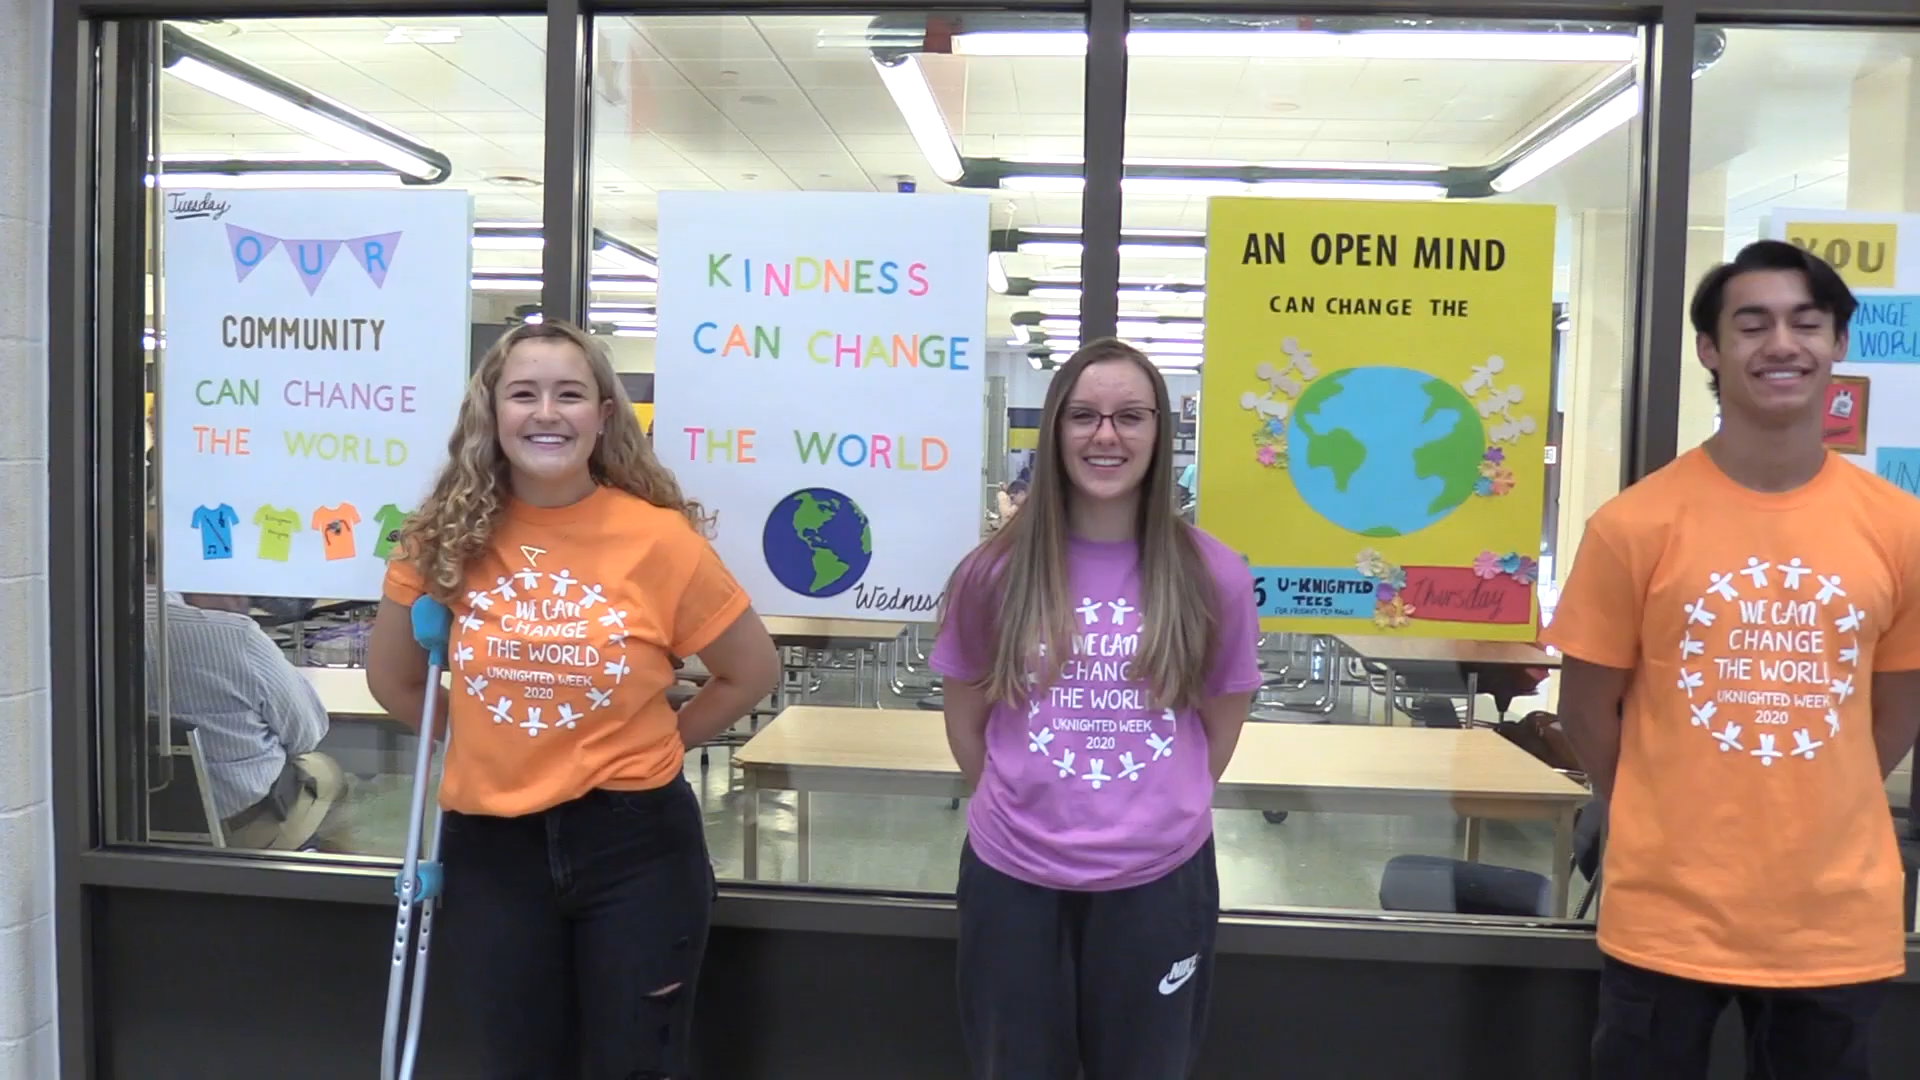 Tuesday
OUR
COMMUNITY
CAN CHANGE
THE WORLD
KINDNESS
CAN CHANGE
THE WORLD
AN OPEN MIND
CAN CHANGE THE
U-KNIGHTED
TEES
Thursday
YOU
WE CAN
CHANGE
THE WORLD
UKNIGHTED WEEK
2020
WE CAN
CHANGE
THE WORLD
UKNIGHTED WEEK
2020
NIKE
WE CAN
CHANGE
THE WORLD
UKNIGHTED WEEK
2020